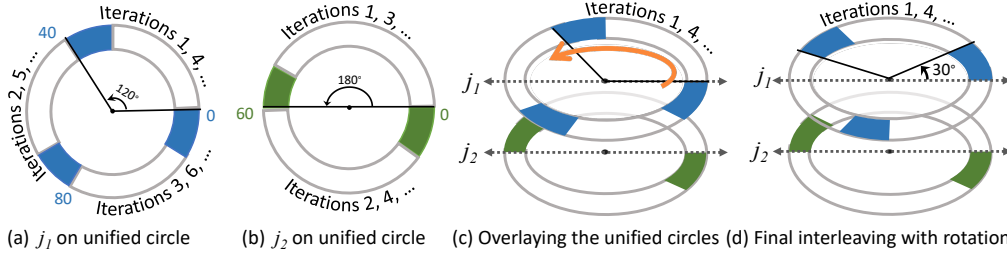 40
Iterations 1, 4, ...
Iterations 2, 5, ...
120°
0
80
Iterations 3, 6, ...
(a) j1 on unified circle
Iterations 1, 3, ...
180°
60
0
Iterations 2, 4, ...
(b) j2 on unified circle
Iterations 1, 4, ...
j1
j2
(c) Overlaying the unified circles
Iterations 1, 4, ...
j1
30°
j2
(d) Final interleaving with rotation